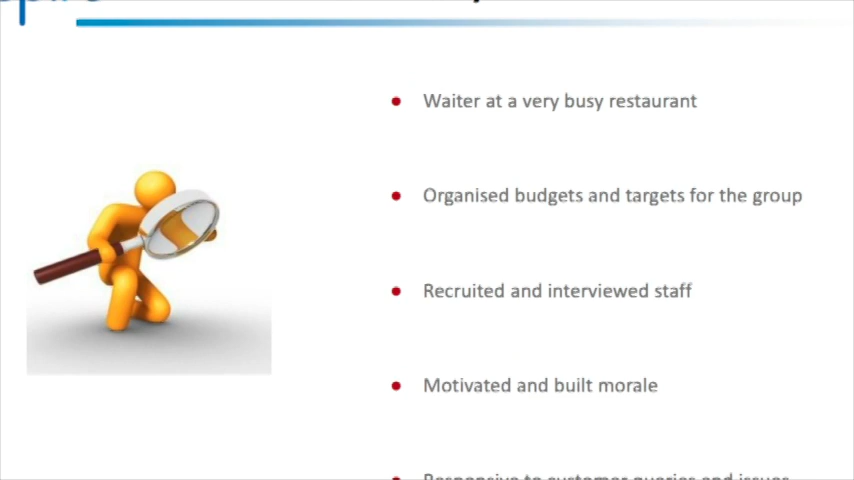 Waiter at a very busy restaurant
Organised budgets and targets for the group
Recruited and interviewed staff
Motivated and built morale
Responsive to customer queries and issues